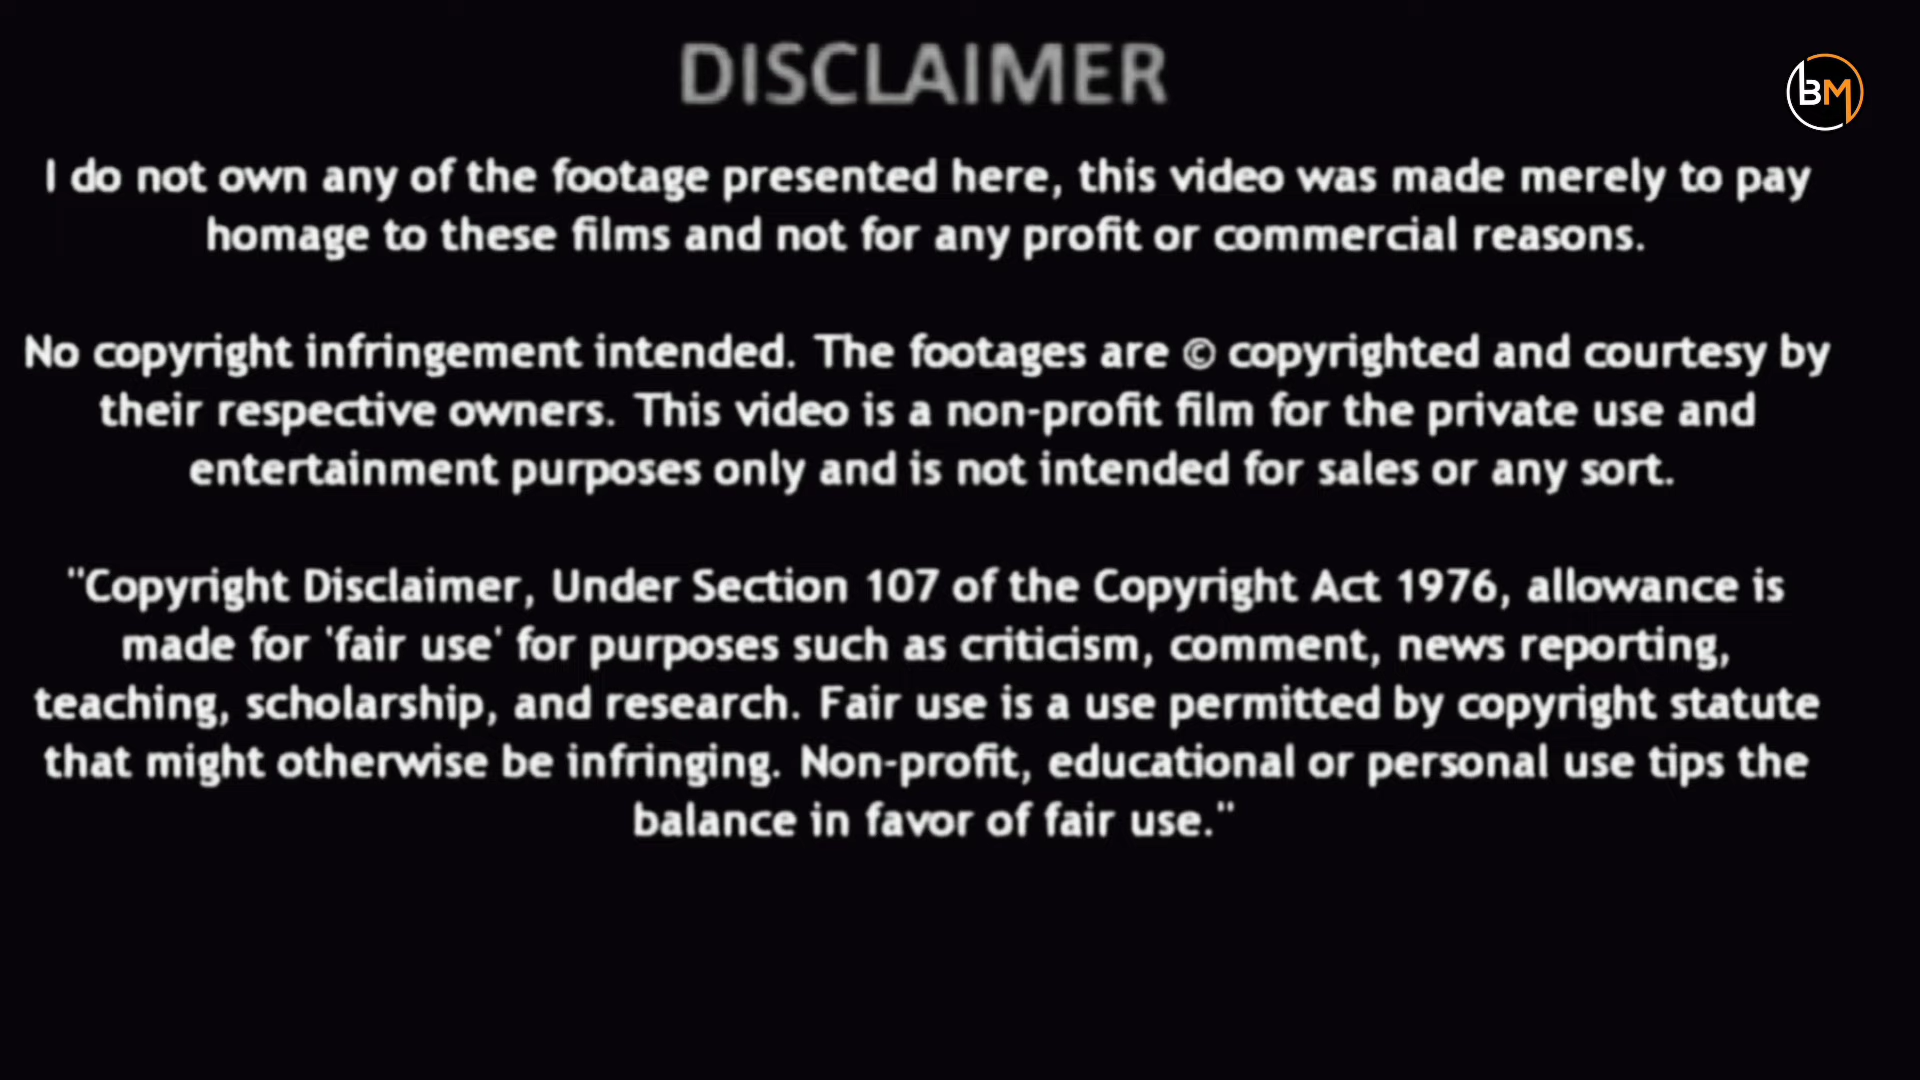 DISCLAIMER
BM
I do not own any of the footage presented here, this video was made merely to pay
homage to these films and not for any profit or commercial reasons.
No copyright infringement intended. The footages are © copyrighted and courtesy by
their respective owners. This video is a non-profit film for the private use and
entertainment purposes only and is not intended for sales or any sort.
"Copyright Disclaimer, Under Section 107 of the Copyright Act 1976, allowance is
made for 'fair use' for purposes such as criticism, comment, news reporting,
teaching, scholarship, and research. Fair use is a use permitted by copyright statute
that might otherwise be infringing. Non-profit, educational or personal use tips the
balance in favor of fair use."